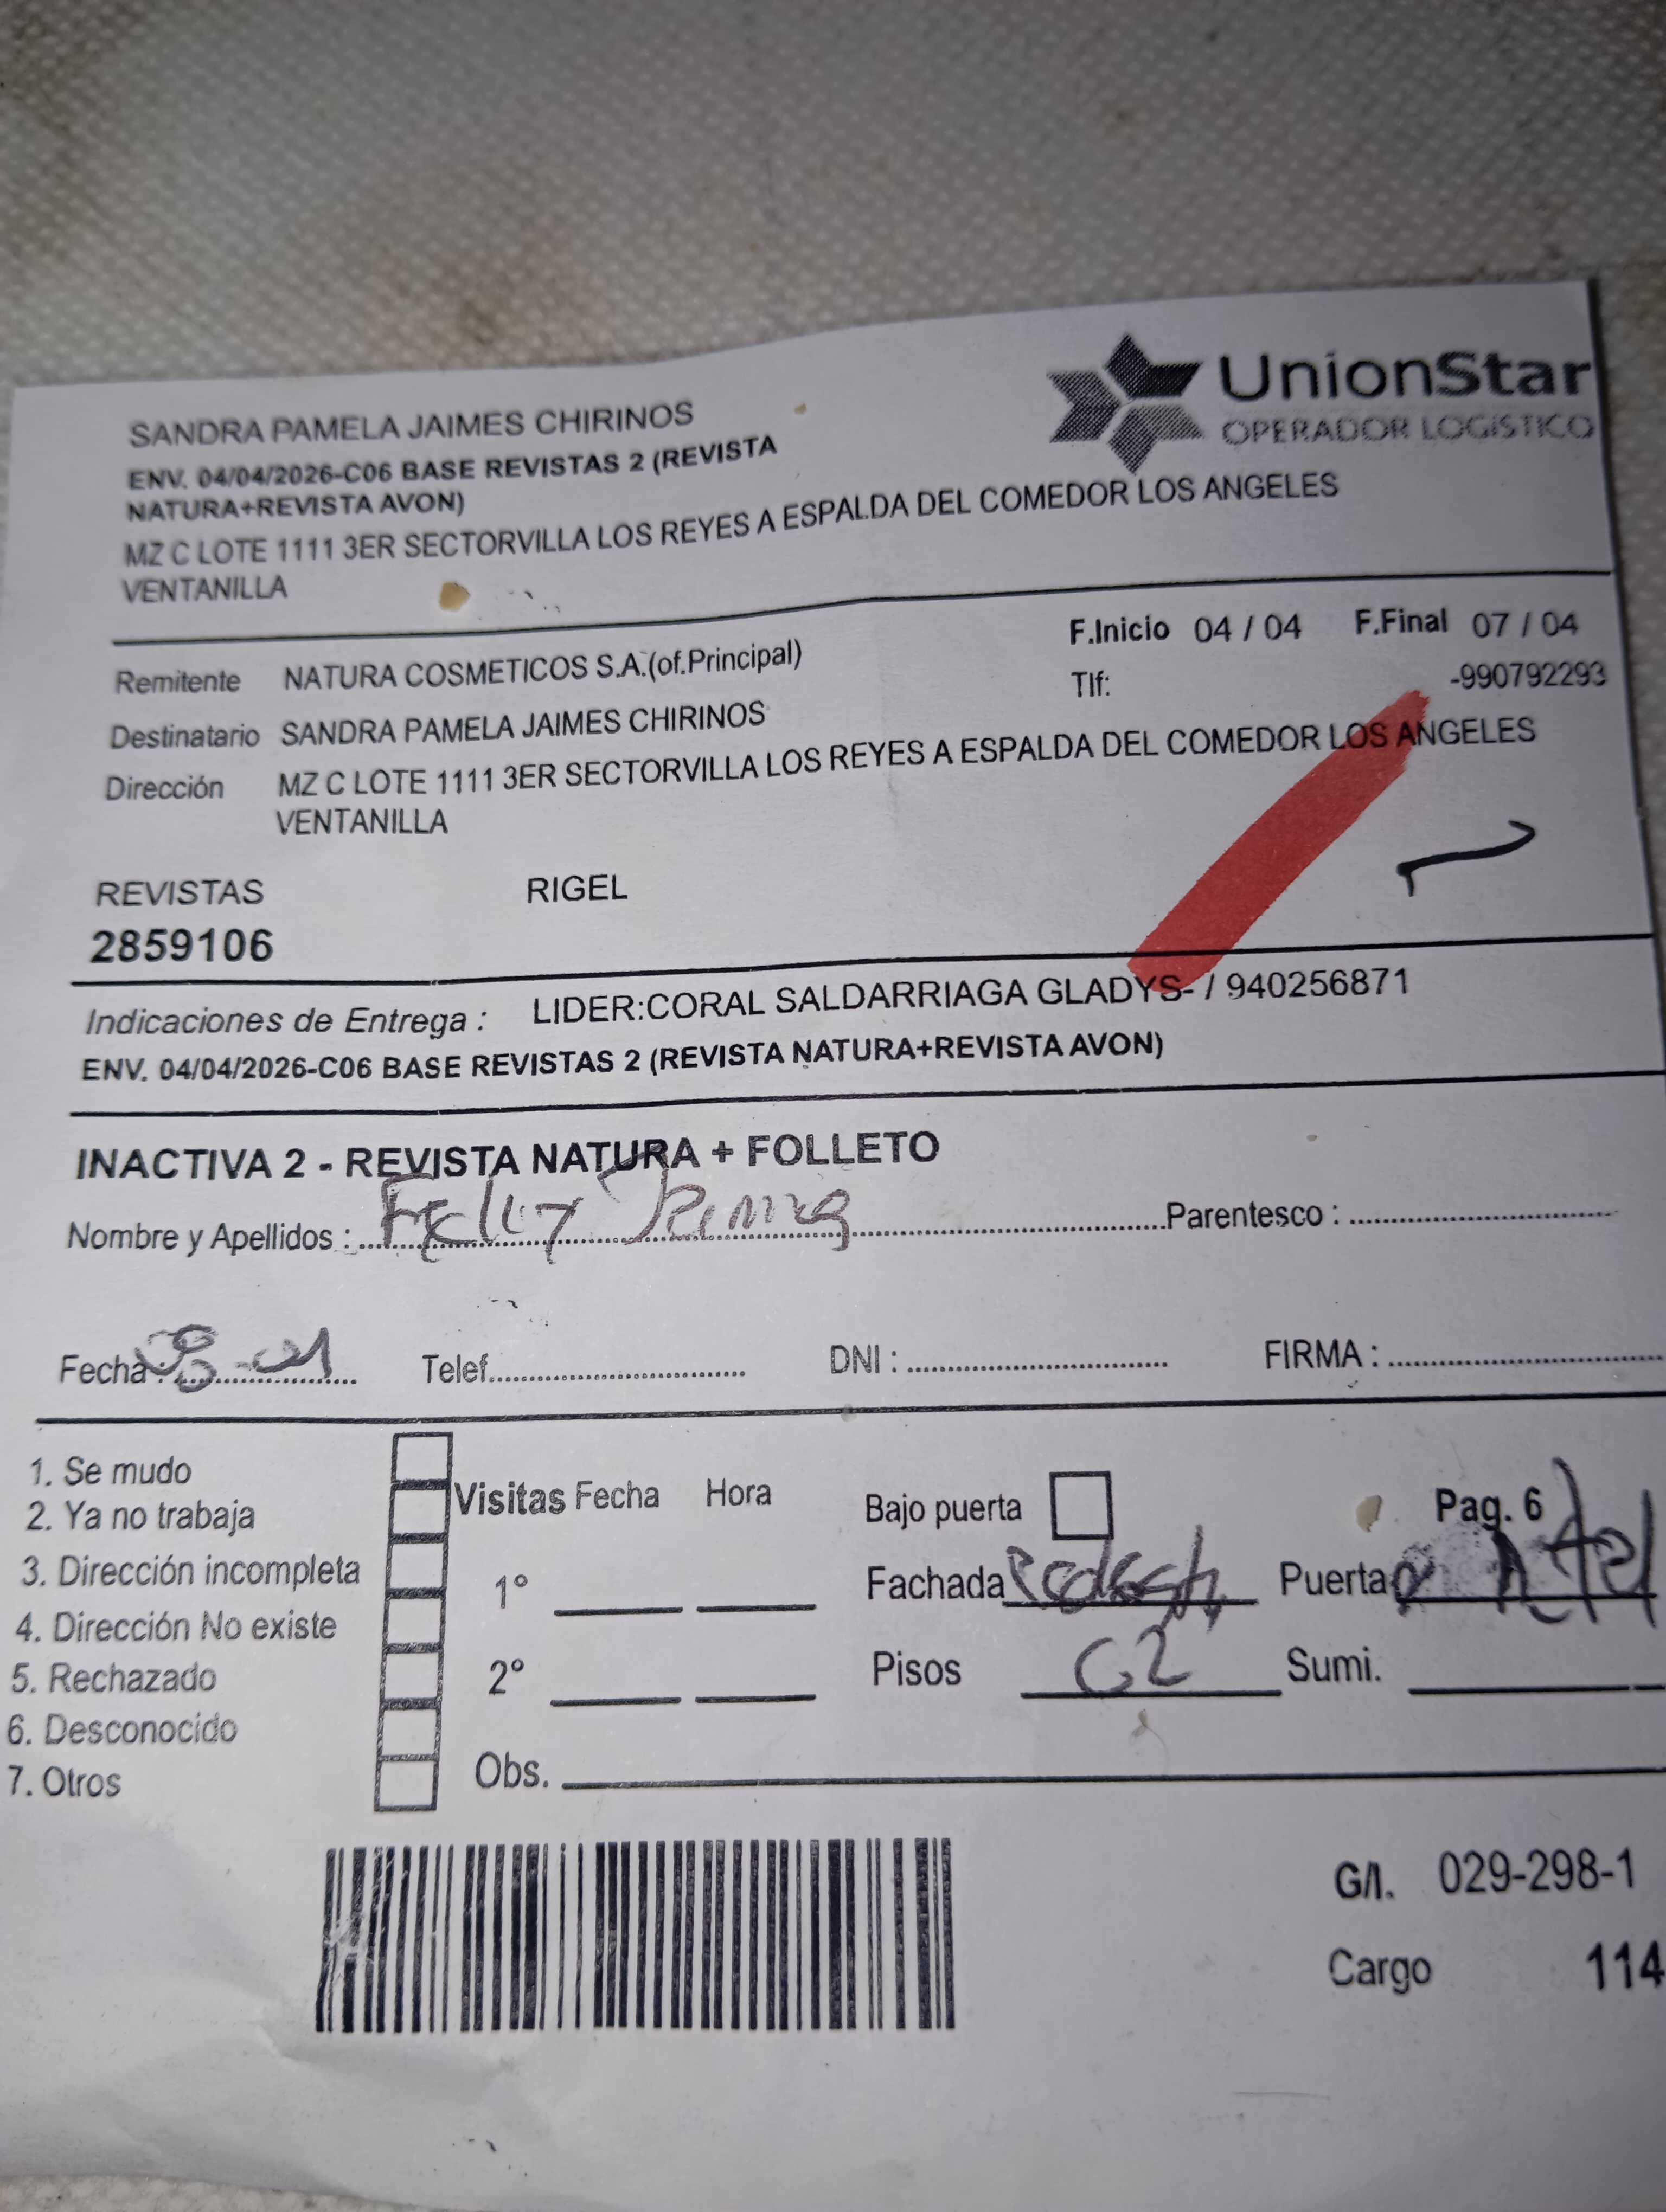 UnionStar
OPERADOR LOGÍSTICO
SANDRA PAMELA JAIMES CHIRINOS
ENV. 04/04/2026-C06 BASE REVISTAS 2 (REVISTA
NATURA+REVISTA AVON)
MZ C LOTE 1111 3ER SECTORVILLA LOS REYES A ESPALDA DEL COMEDOR LOS ANGELES
VENTANILLA
F.Inicio 04 / 04 F.Final 07 / 04
Remitente NATURA COSMETICOS S.A.(of.Principal)
Tlf: -990792293
Destinatario SANDRA PAMELA JAIMES CHIRINOS
Dirección MZ C LOTE 1111 3ER SECTORVILLA LOS REYES A ESPALDA DEL COMEDOR LOS ANGELES
VENTANILLA
REVISTAS RIGEL
2859106
Indicaciones de Entrega : LIDER:CORAL SALDARRIAGA GLADYS- / 940256871
ENV. 04/04/2026-C06 BASE REVISTAS 2 (REVISTA NATURA+REVISTA AVON)
INACTIVA 2 - REVISTA NATURA + FOLLETO
Nombre y Apellidos : Parentesco :
Fecha : Telef. DNI : FIRMA :
1. Se mudo
2. Ya no trabaja
3. Dirección incompleta
4. Dirección No existe
5. Rechazado
6. Desconocido
7. Otros
Visitas Fecha Hora
1°
2°
Obs.
Bajo puerta Pag. 6
Fachada Puerta
Pisos C2 Sumi.
G/I. 029-298-1
Cargo 114